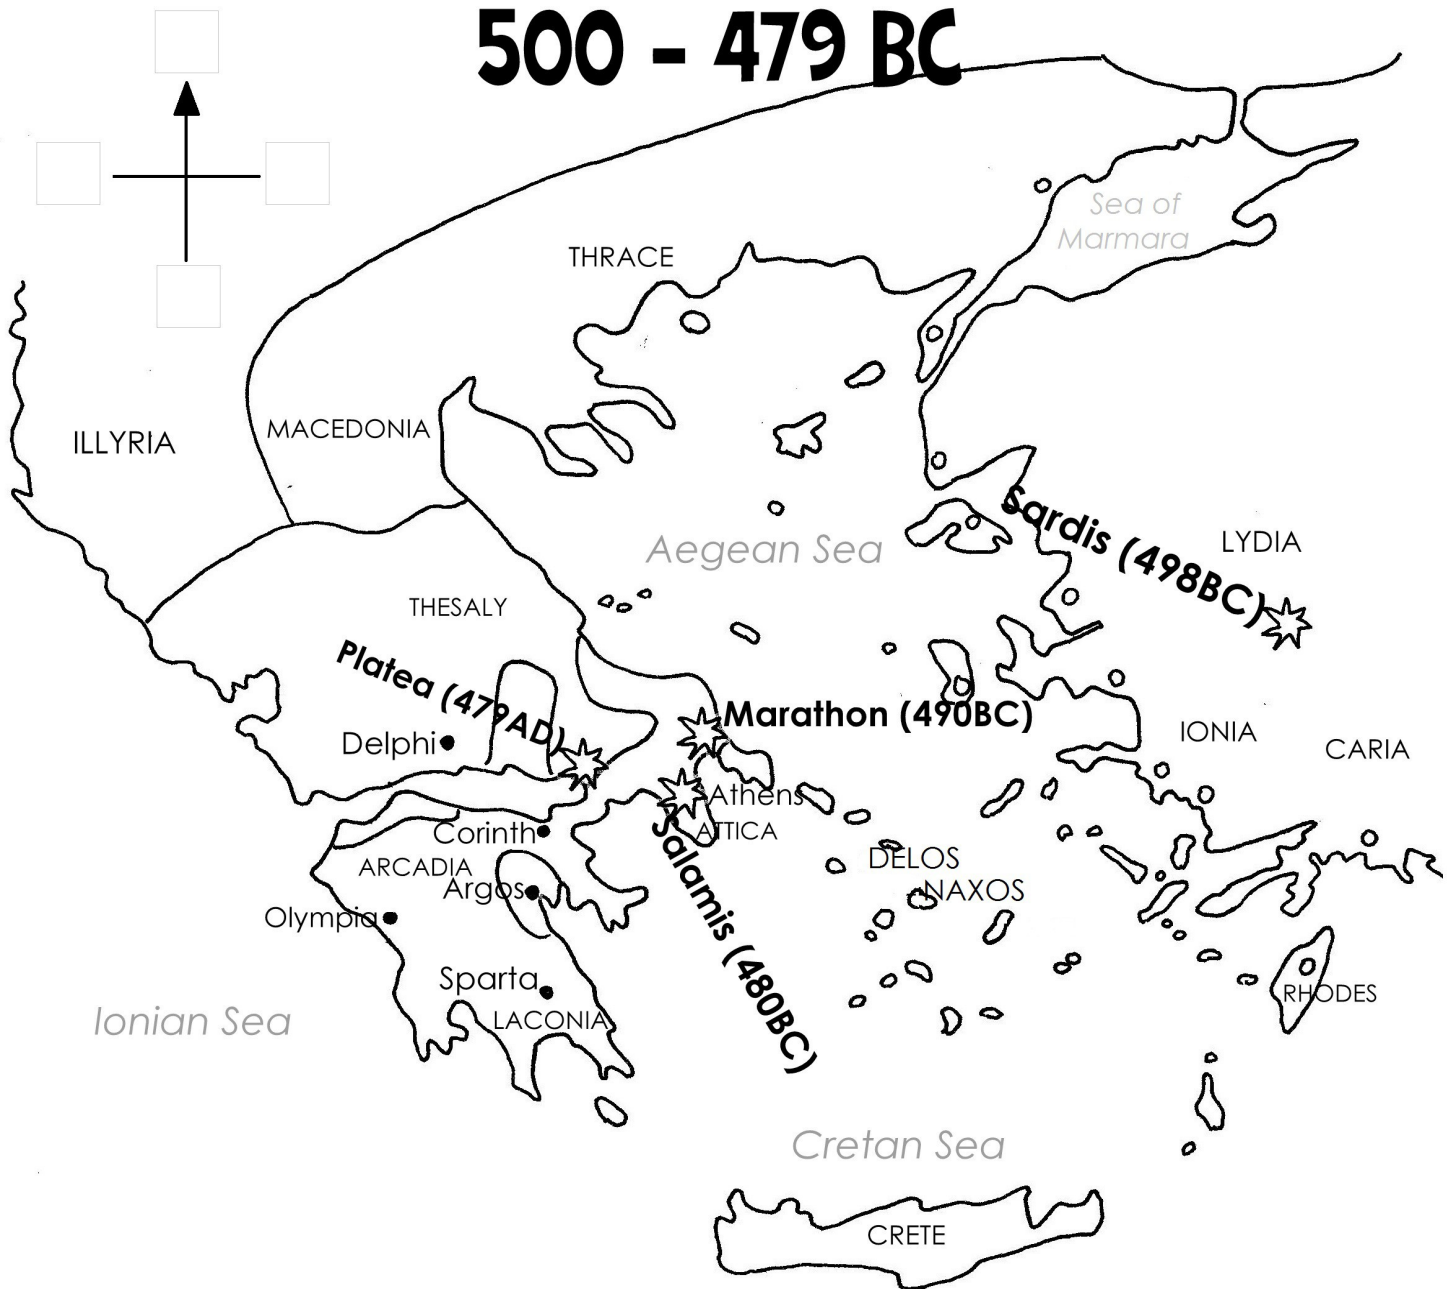 500 - 479 BC
Sea of
Marmara
THRACE
MACEDONIA
ILLYRIA
Sardis (498BC)
LYDIA
Aegean Sea
THESALY
Platea (479AD)
Marathon (490BC)
IONIA
CARIA
Delphi
Athens
ATTICA
Corinth
DELOS
ARCADIA
Argos
NAXOS
Olympia
Salamis (480BC)
Sparta
RHODES
LACONIA
Ionian Sea
Cretan Sea
CRETE